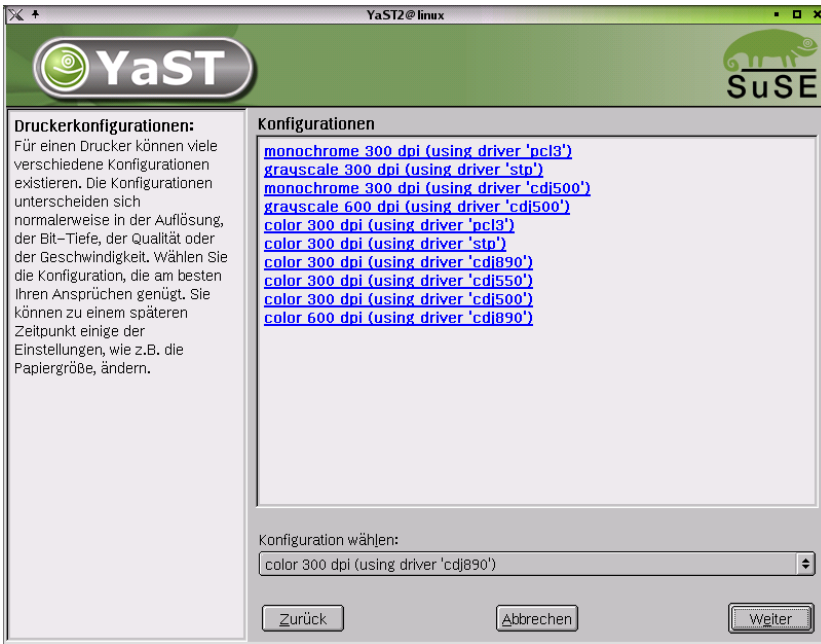 YaST2@linux
YaST
SuSE
Druckerkonfigurationen:
Für einen Drucker können viele
verschiedene Konfigurationen
existieren. Die Konfigurationen
unterscheiden sich
normalerweise in der Auflösung,
der Bit-Tiefe, der Qualität oder
der Geschwindigkeit. Wählen Sie
die Konfiguration, die am besten
Ihren Ansprüchen genügt. Sie
können zu einem späteren
Zeitpunkt einige der
Einstellungen, wie z.B. die
Papiergröße, ändern.
Konfigurationen
monochrome 300 dpi (using driver 'pcl3')
grayscale 300 dpi (using driver 'stp')
monochrome 300 dpi (using driver 'cdj500')
grayscale 600 dpi (using driver 'cdj500')
color 300 dpi (using driver 'pcl3')
color 300 dpi (using driver 'stp')
color 300 dpi (using driver 'cdj890')
color 300 dpi (using driver 'cdj550')
color 300 dpi (using driver 'cdj500')
color 600 dpi (using driver 'cdj890')
Konfiguration wählen:
color 300 dpi (using driver 'cdj890')
Zurück
Abbrechen
Weiter